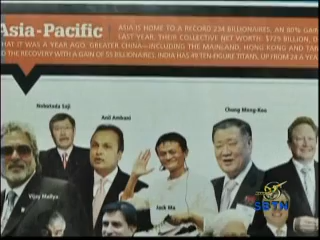 Asia-Pacific
ASIA IS HOME TO A RECORD 234 BILLIONAIRES, AN 80% GAIN
LAST YEAR. THEIR COLLECTIVE NET WORTH: $729 BILLION,
HAT IT WAS A YEAR AGO. GREATER CHINA—INCLUDING THE MAINLAND, HONG KONG AND TAI
D THE RECOVERY WITH A GAIN OF 55 BILLIONAIRES. INDIA HAS 49 TEN-FIGURE TITANS, UP FROM 24 A YEA
Nobutada Saji
Anil Ambani
Chung Mong-Koo
Vijay Mallya
Jack Ma
SBTN